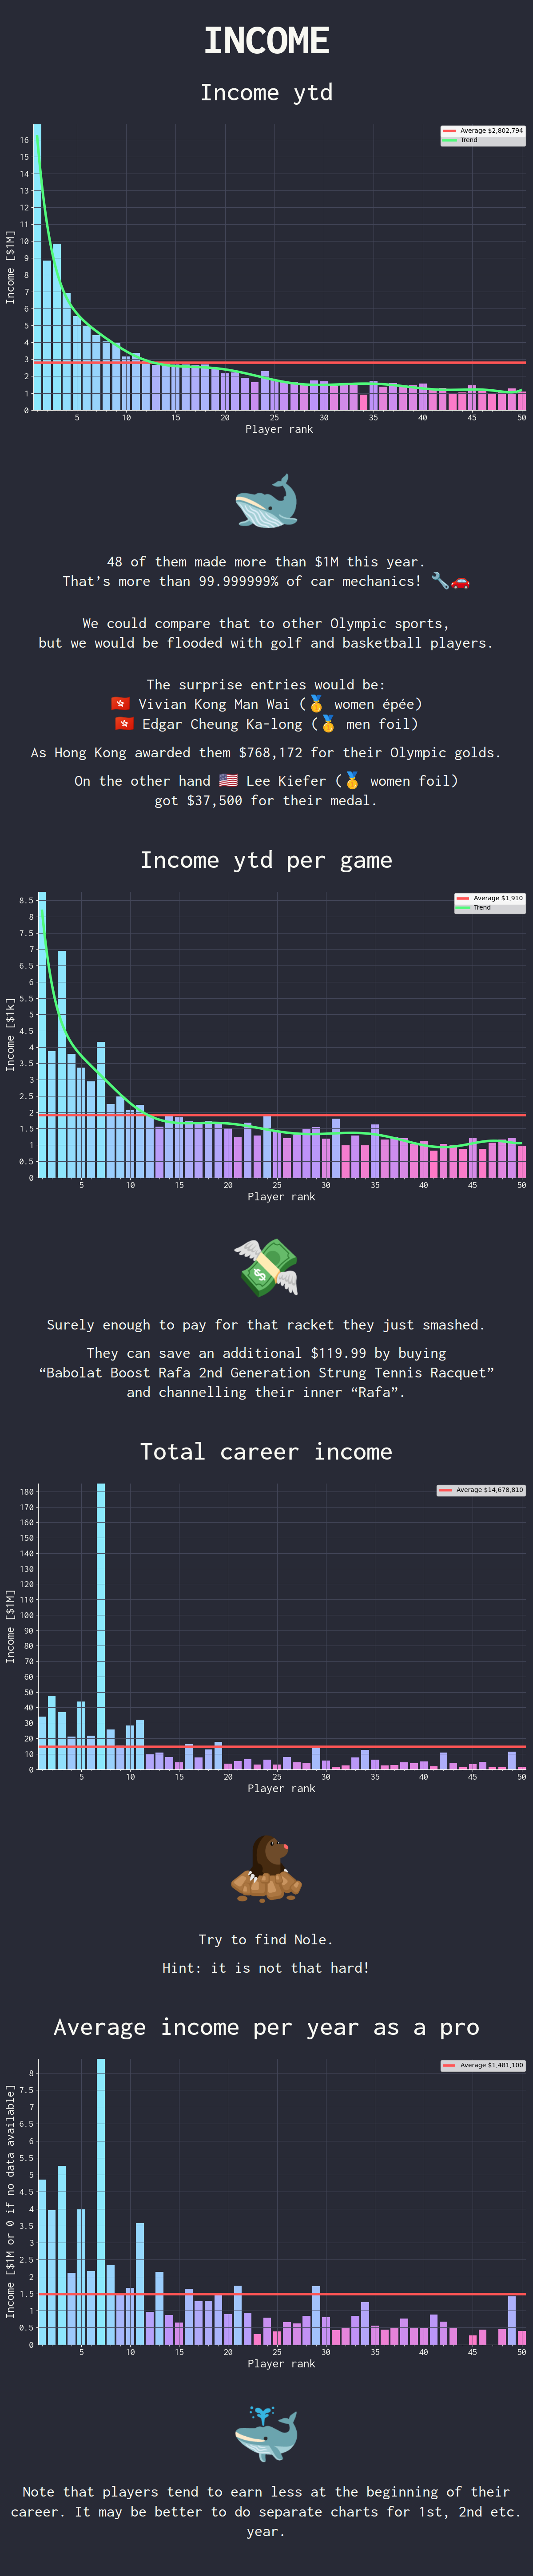 INCOME
Income ytd
Average $2,802,794
Trend
Income [$1M]
16
15
14
13
12
11
10
9
8
7
6
5
4
3
2
1
0
5 10 15 20 25 30 35 40 45 50
Player rank
48 of them made more than $1M this year.
That's more than 99.999999% of car mechanics! 🔧🚗
We could compare that to other Olympic sports,
but we would be flooded with golf and basketball players.
The surprise entries would be:
🇭🇰 Vivian Kong Man Wai (🥇 women épée)
🇭🇰 Edgar Cheung Ka-long (🥇 men foil)
As Hong Kong awarded them $768,172 for their Olympic golds.
On the other hand 🇺🇸 Lee Kiefer (🥇 women foil)
got $37,500 for their medal.
Income ytd per game
Average $1,910
Trend
Income [$1k]
8.5
8
7.5
7
6.5
6
5.5
5
4.5
4
3.5
3
2.5
2
1.5
1
0.5
0
5 10 15 20 25 30 35 40 45 50
Player rank
Surely enough to pay for that racket they just smashed.
They can save an additional $119.99 by buying
“Babolat Boost Rafa 2nd Generation Strung Tennis Racquet”
and channelling their inner “Rafa”.
Total career income
Average $14,678,810
Income [$1M]
180
170
160
150
140
130
120
110
100
90
80
70
60
50
40
30
20
10
0
5 10 15 20 25 30 35 40 45 50
Player rank
Try to find Nole.
Hint: it is not that hard!
Average income per year as a pro
Average $1,481,100
Income [$1M or 0 if no data available]
8
7.5
7
6.5
6
5.5
5
4.5
4
3.5
3
2.5
2
1.5
1
0.5
0
5 10 15 20 25 30 35 40 45 50
Player rank
Note that players tend to earn less at the beginning of their
career. It may be better to do separate charts for 1st, 2nd etc.
year.